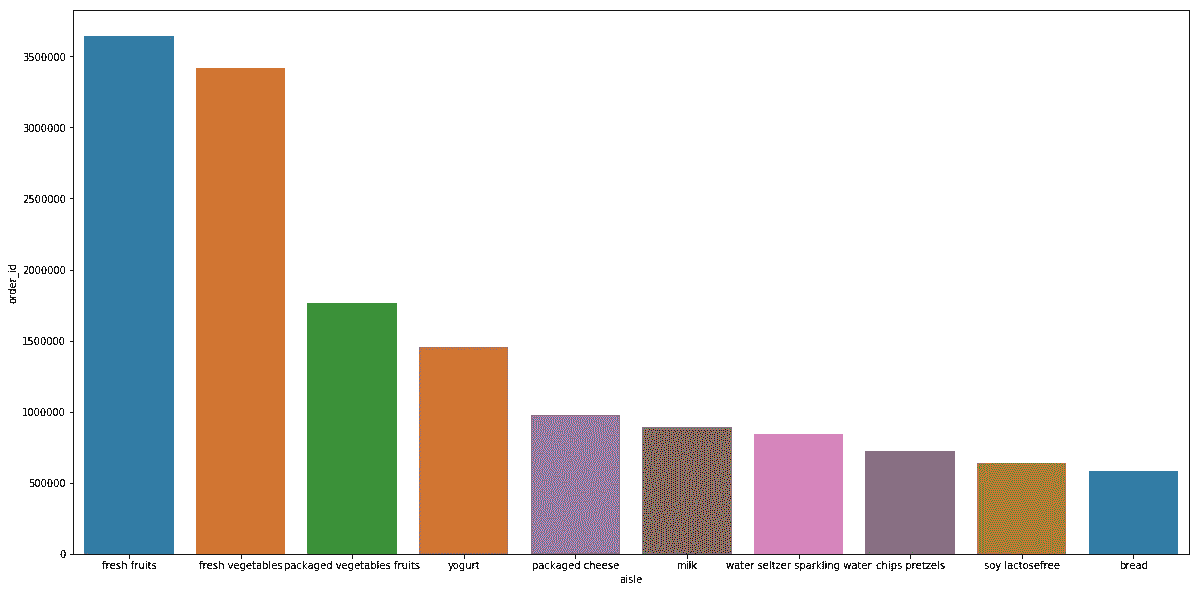 3500000
3000000
2500000
2000000
1500000
1000000
500000
0
order_id
fresh fruits
fresh vegetables
packaged vegetables fruits
yogurt
packaged cheese
milk
water seltzer sparkling water
chips pretzels
soy lactosefree
bread
aisle